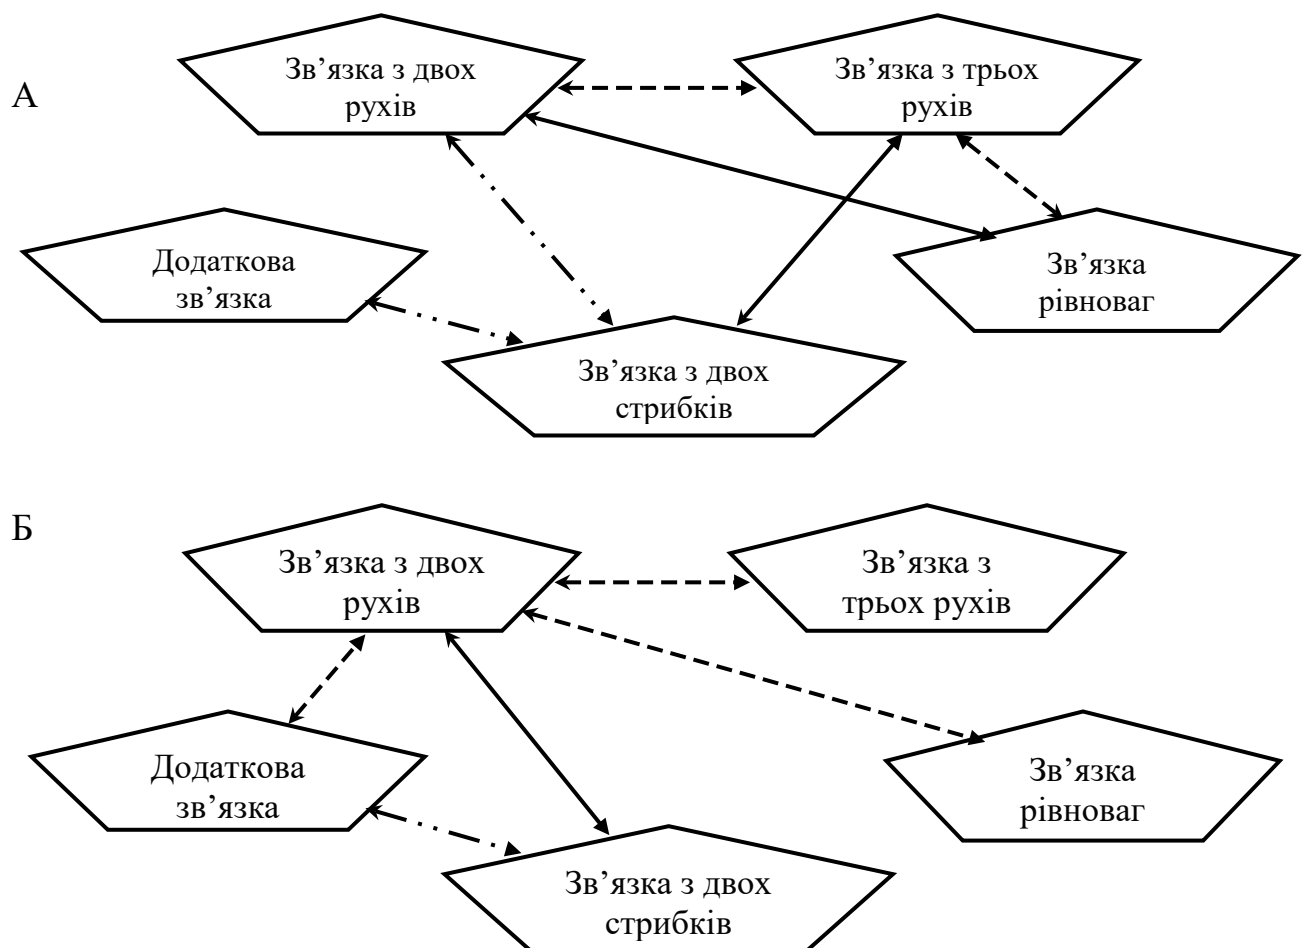 А
Зв’язка з двох
рухів
Зв’язка з трьох
рухів
Додаткова
зв’язка
Зв’язка
рівноваг
Зв’язка з двох
стрибків
Б
Зв’язка з двох
рухів
Зв’язка з
трьох рухів
Додаткова
зв’язка
Зв’язка
рівноваг
Зв’язка з двох
стрибків